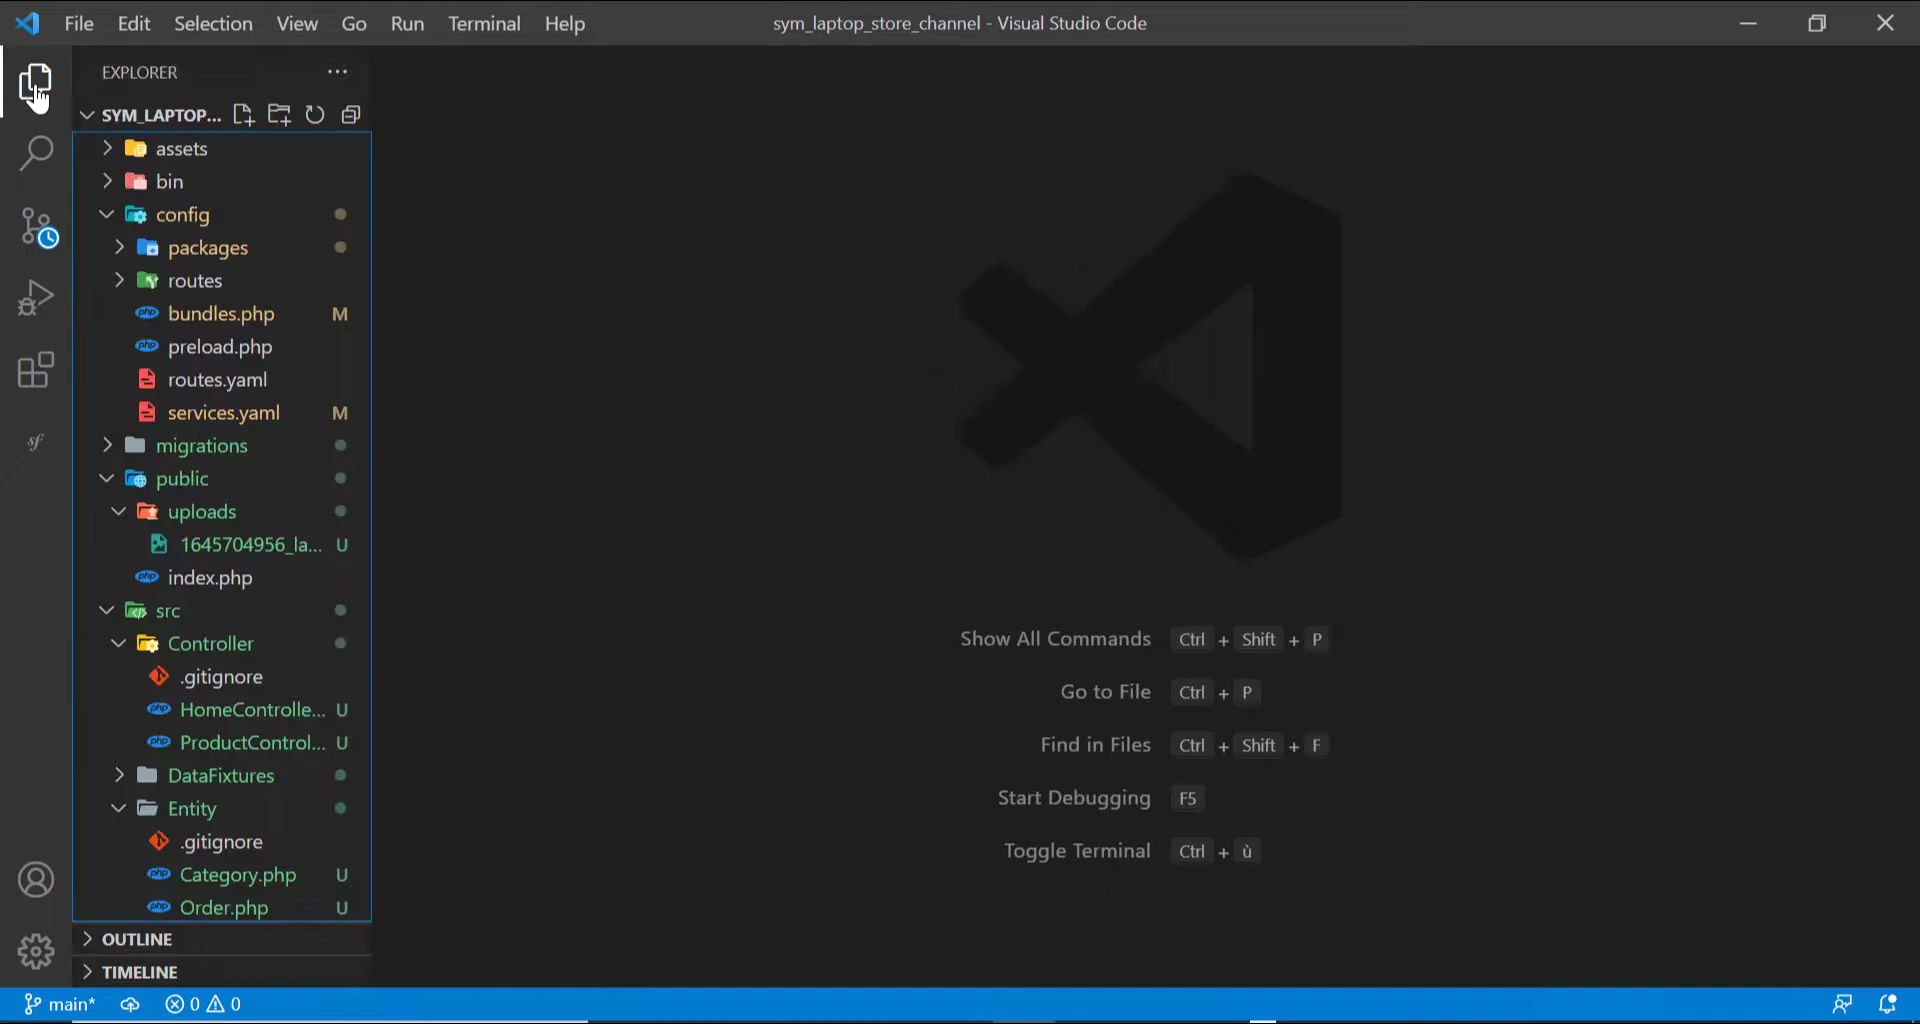 File Edit Selection View Go Run Terminal Help
sym_laptop_store_channel - Visual Studio Code
EXPLORER
SYM_LAPTOP...
assets
bin
config
packages
routes
bundles.php M
preload.php
routes.yaml
services.yaml M
migrations
public
uploads
1645704956_la... U
index.php
src
Controller
.gitignore
HomeControlle... U
ProductControl... U
DataFixtures
Entity
.gitignore
Category.php U
Order.php U
OUTLINE
TIMELINE
Show All Commands Ctrl + Shift + P
Go to File Ctrl + P
Find in Files Ctrl + Shift + F
Start Debugging F5
Toggle Terminal Ctrl + ù
main* 0 0
sf